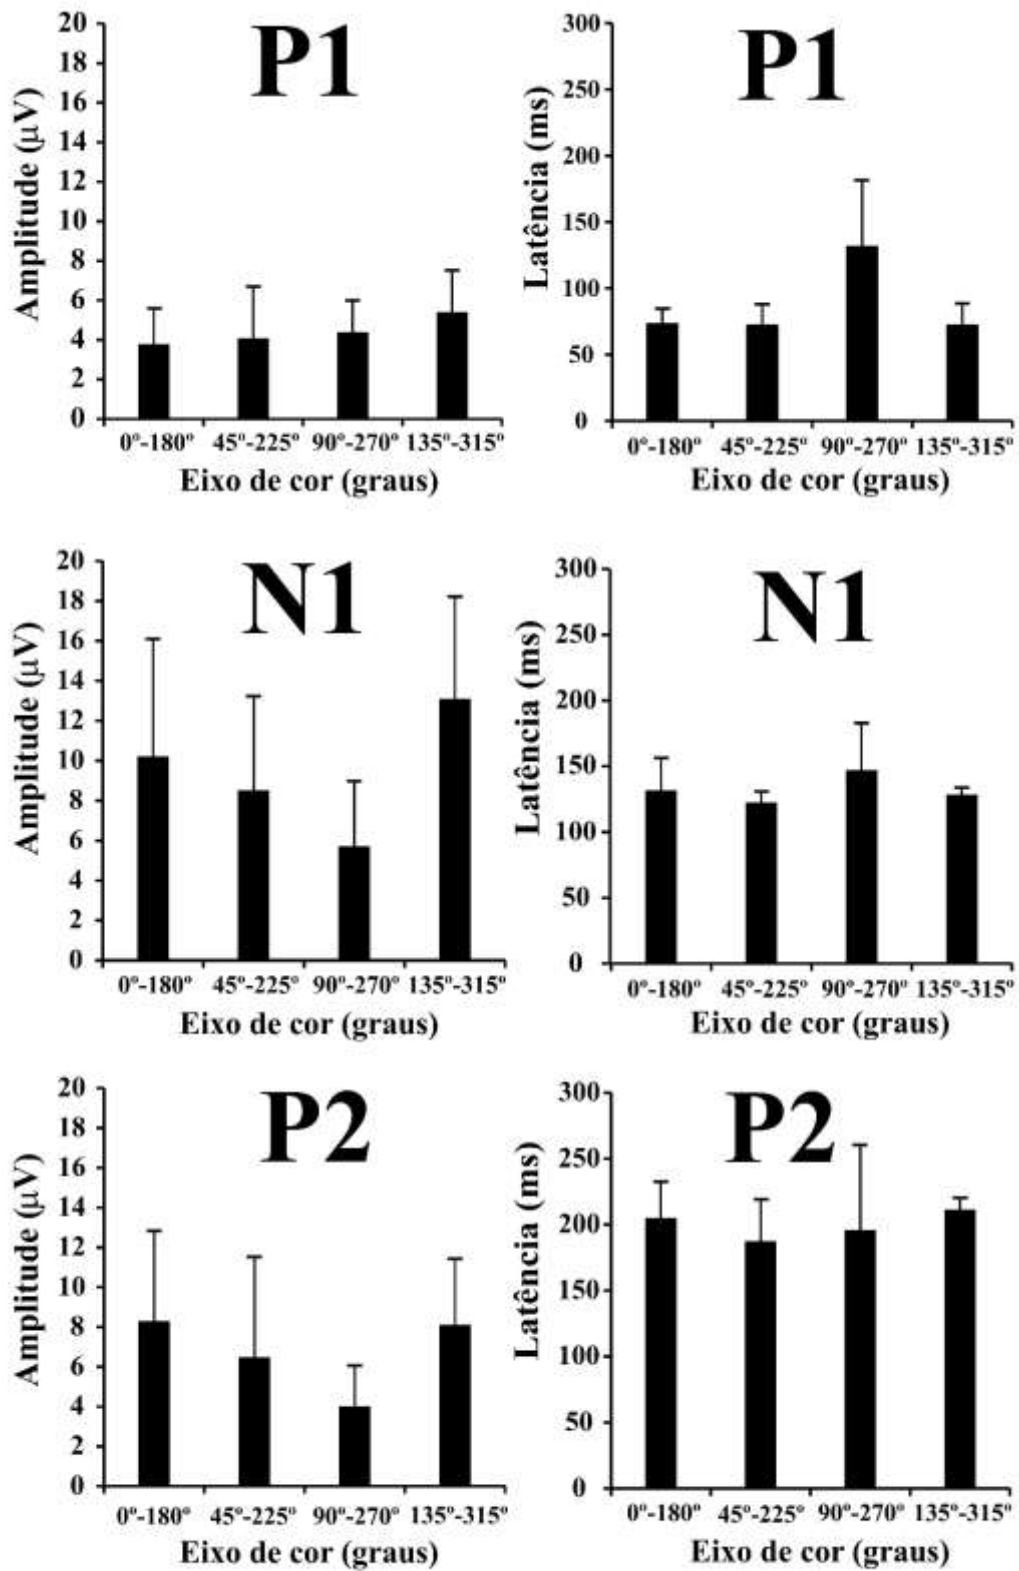 P1
Amplitude (µV)
20
18
16
14
12
10
8
6
4
2
0
0º-180º 45º-225º 90º-270º 135º-315º
Eixo de cor (graus)
P1
Latência (ms)
300
250
200
150
100
50
0
0º-180º 45º-225º 90º-270º 135º-315º
Eixo de cor (graus)
N1
Amplitude (µV)
20
18
16
14
12
10
8
6
4
2
0
0º-180º 45º-225º 90º-270º 135º-315º
Eixo de cor (graus)
N1
Latência (ms)
300
250
200
150
100
50
0
0º-180º 45º-225º 90º-270º 135º-315º
Eixo de cor (graus)
P2
Amplitude (µV)
20
18
16
14
12
10
8
6
4
2
0
0º-180º 45º-225º 90º-270º 135º-315º
Eixo de cor (graus)
P2
Latência (ms)
300
250
200
150
100
50
0
0º-180º 45º-225º 90º-270º 135º-315º
Eixo de cor (graus)